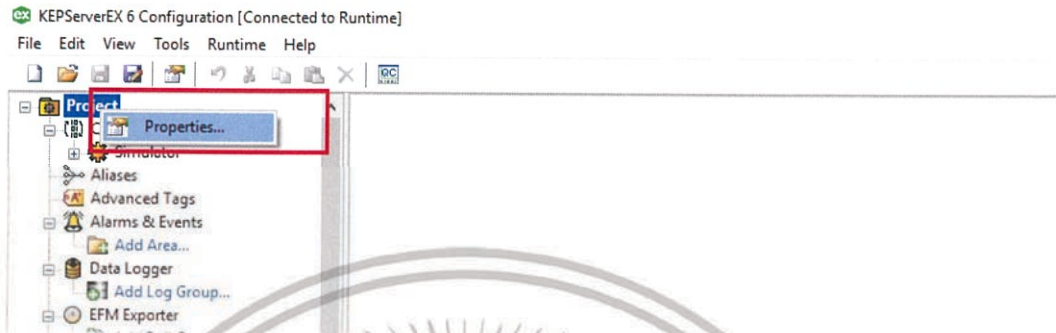 KEPServerEX 6 Configuration [Connected to Runtime]
File Edit View Tools Runtime Help
Project
Properties...
Simulator
Aliases
Advanced Tags
Alarms & Events
Add Area...
Data Logger
Add Log Group...
EFM Exporter